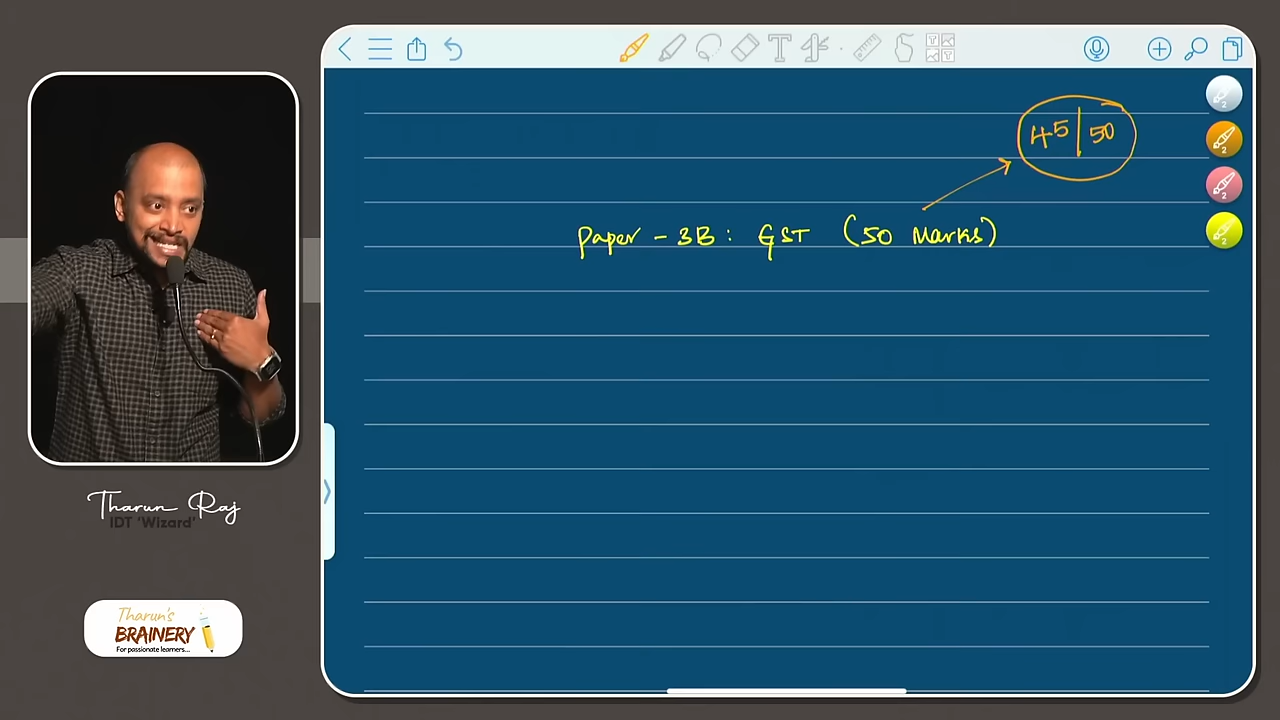 45 | 50
Paper - 3B: GST (50 Marks)
Tharun Raj
IDT 'Wizard'
Tharun's
BRAINERY
For passionate learners...